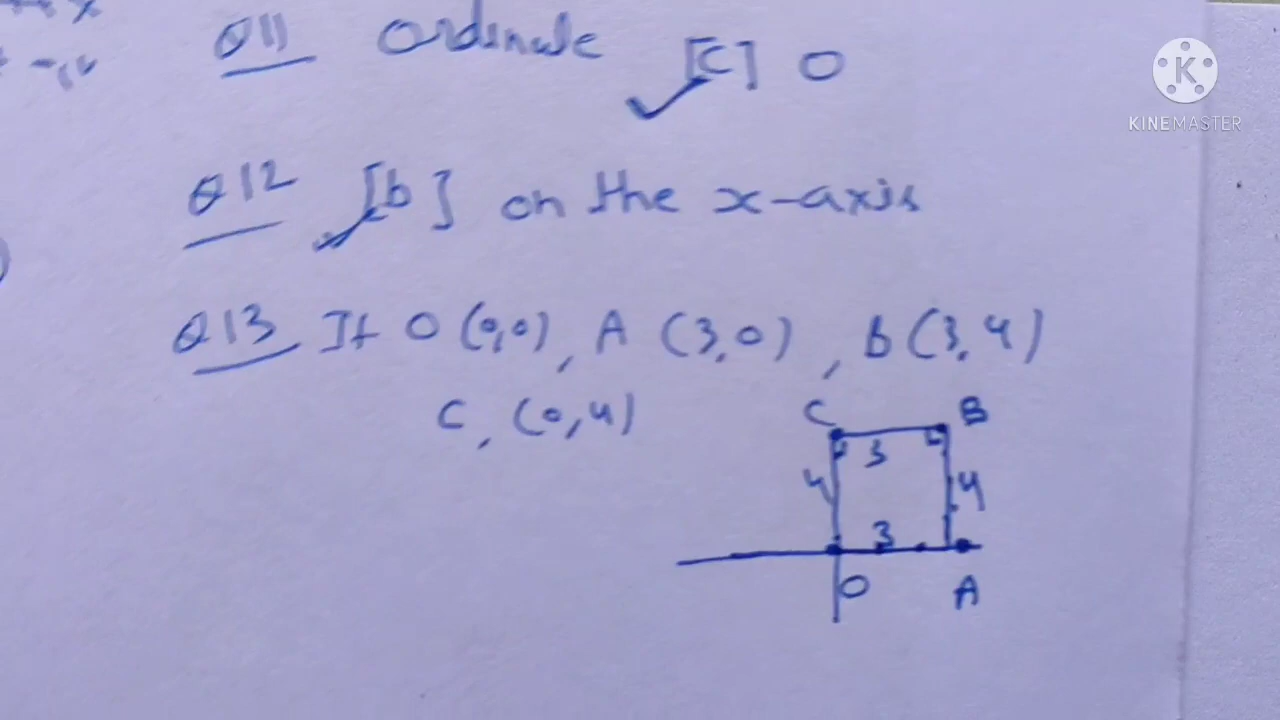 Q11 Ordinate [C] 0
Q12 [b] on the x-axis
Q13 If O (0,0), A (3,0), B (3,4)
C, (0,4)
C B
3
4 4
3
O A
K
KINEMASTER